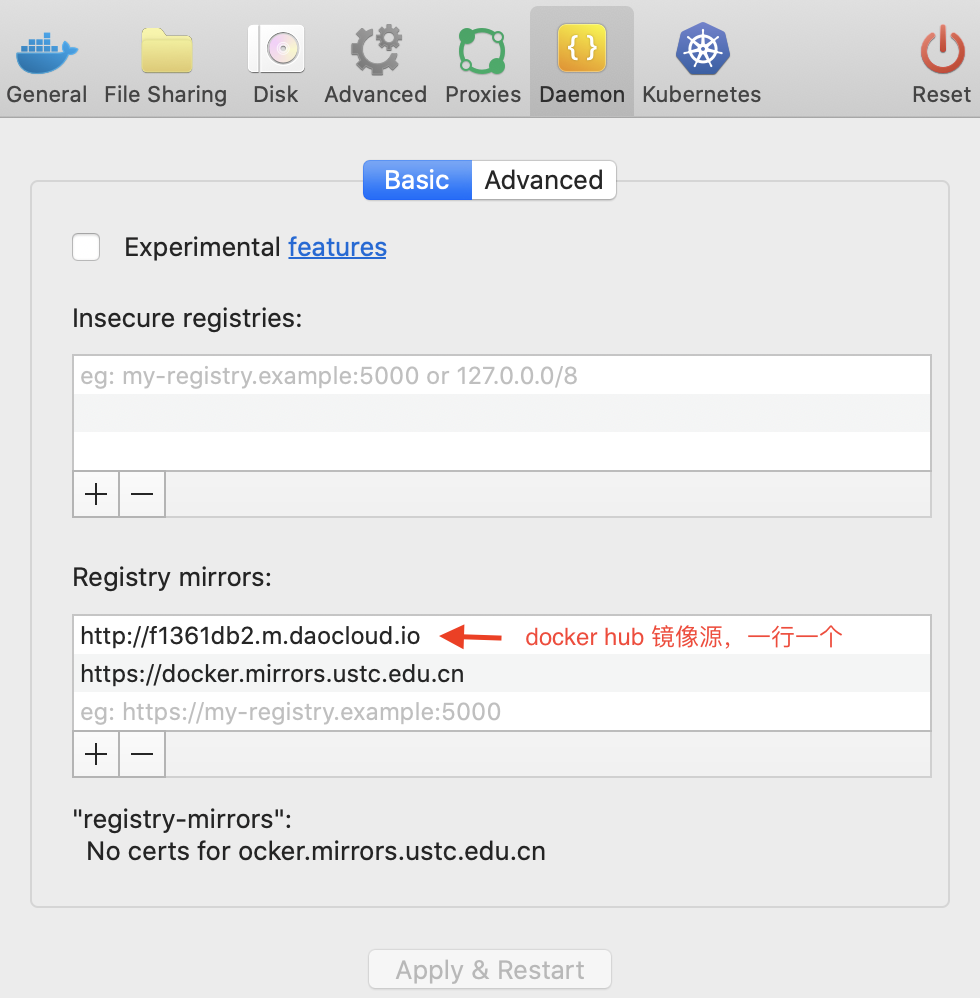 General File Sharing Disk Advanced Proxies Daemon Kubernetes Reset
Basic Advanced
Experimental features
Insecure registries:
eg: my-registry.example:5000 or 127.0.0.0/8
Registry mirrors:
http://f1361db2.m.daocloud.io docker hub 镜像源，一行一个
https://docker.mirrors.ustc.edu.cn
eg: https://my-registry.example:5000
"registry-mirrors":
No certs for ocker.mirrors.ustc.edu.cn
Apply & Restart